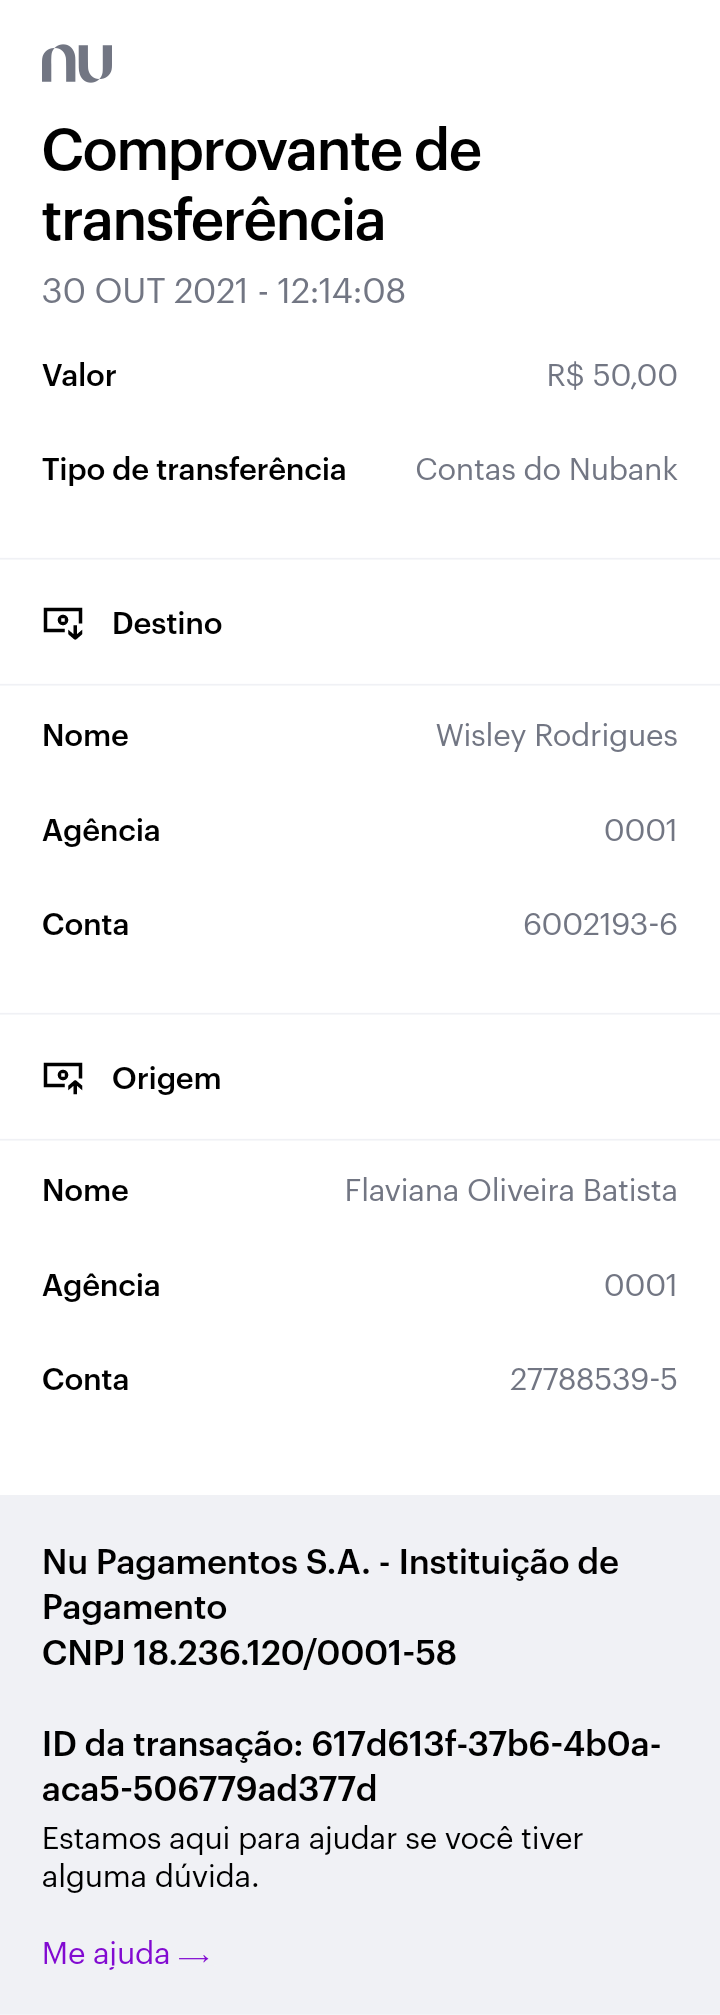 nu
Comprovante de
transferência
30 OUT 2021 - 12:14:08
Valor R$ 50,00
Tipo de transferência Contas do Nubank
Destino
Nome Wisley Rodrigues
Agência 0001
Conta 6002193-6
Origem
Nome Flaviana Oliveira Batista
Agência 0001
Conta 27788539-5
Nu Pagamentos S.A. - Instituição de
Pagamento
CNPJ 18.236.120/0001-58
ID da transação: 617d613f-37b6-4b0a-
aca5-506779ad377d
Estamos aqui para ajudar se você tiver
alguma dúvida.
Me ajuda →